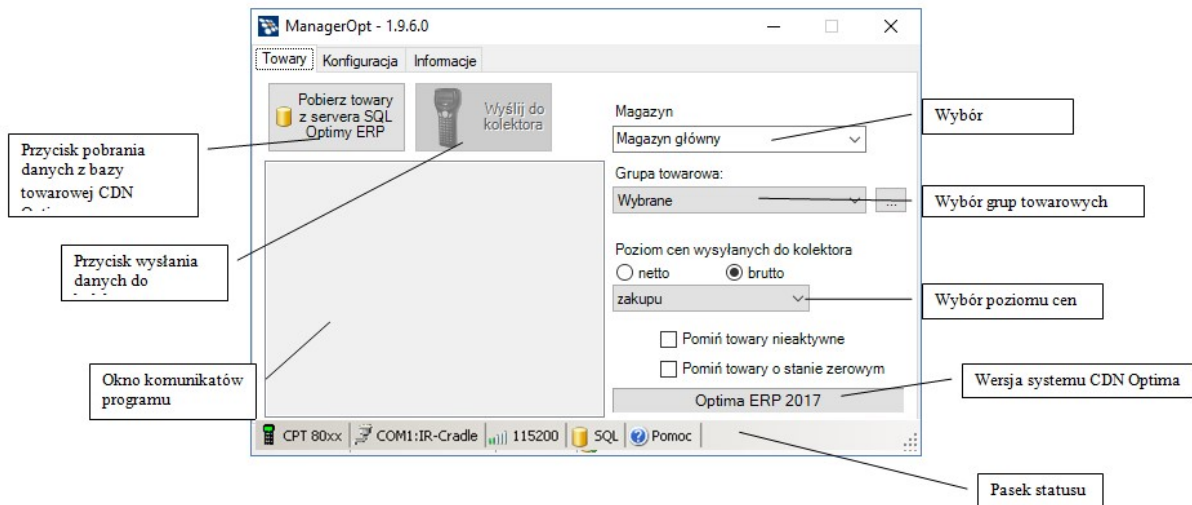 ManagerOpt - 1.9.6.0
Towary Konfiguracja Informacje
Pobierz towary
z servera SQL
Optimy ERP
Wyślij do
kolektora
Magazyn
Magazyn główny
Grupa towarowa:
Wybrane
...
Poziom cen wysyłanych do kolektora
netto brutto
zakupu
Pomiń towary nieaktywne
Pomiń towary o stanie zerowym
Optima ERP 2017
CPT 80xx COM1:IR-Cradle 115200 SQL Pomoc
Przycisk pobrania
danych z bazy
towarowej CDN
Przycisk wysłania
danych do
Okno komunikatów
programu
Wybór
Wybór grup towarowych
Wybór poziomu cen
Wersja systemu CDN Optima
Pasek statusu